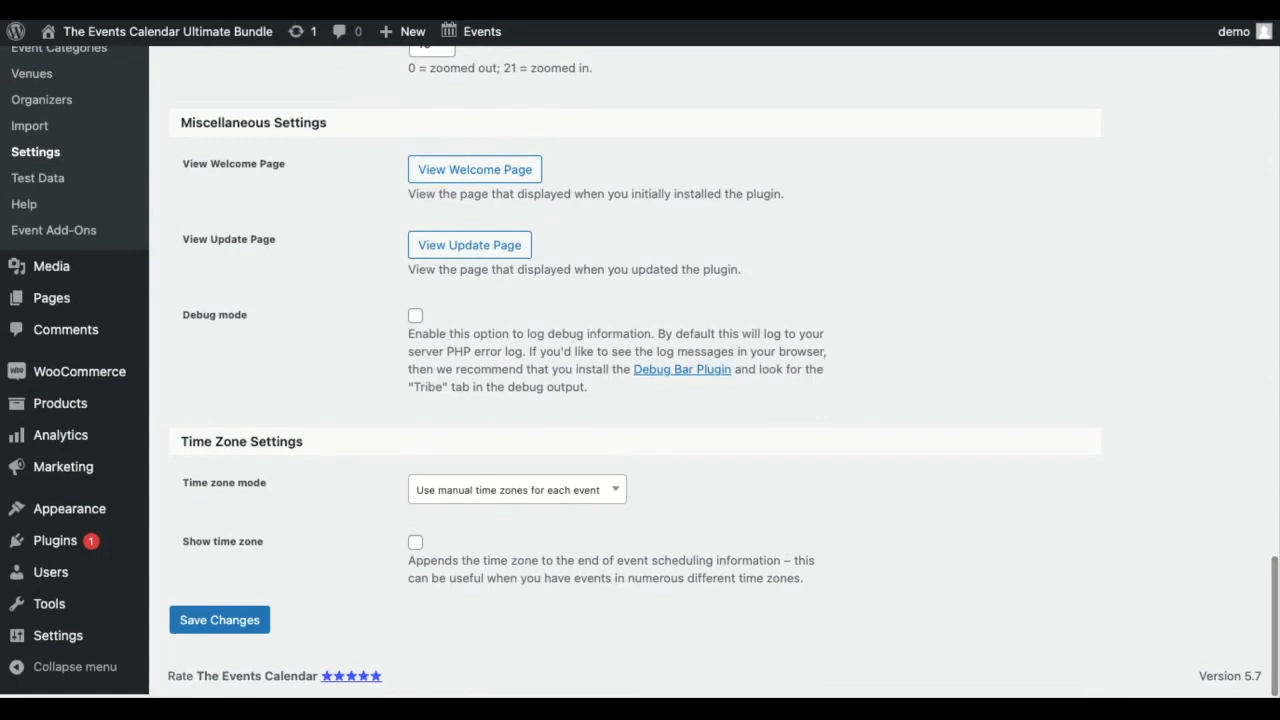 The Events Calendar Ultimate Bundle 1 0 New Events demo
Event Categories
Venues
Organizers
Import
Settings
Test Data
Help
Event Add-Ons
Media
Pages
Comments
WooCommerce
Products
Analytics
Marketing
Appearance
Plugins 1
Users
Tools
Settings
Collapse menu
0 = zoomed out; 21 = zoomed in.
Miscellaneous Settings
View Welcome Page
View Welcome Page
View the page that displayed when you initially installed the plugin.
View Update Page
View Update Page
View the page that displayed when you updated the plugin.
Debug mode
Enable this option to log debug information. By default this will log to your
server PHP error log. If you'd like to see the log messages in your browser,
then we recommend that you install the Debug Bar Plugin and look for the
"Tribe" tab in the debug output.
Time Zone Settings
Time zone mode
Use manual time zones for each event
Show time zone
Appends the time zone to the end of event scheduling information – this
can be useful when you have events in numerous different time zones.
Save Changes
Rate The Events Calendar ★★★★★
Version 5.7